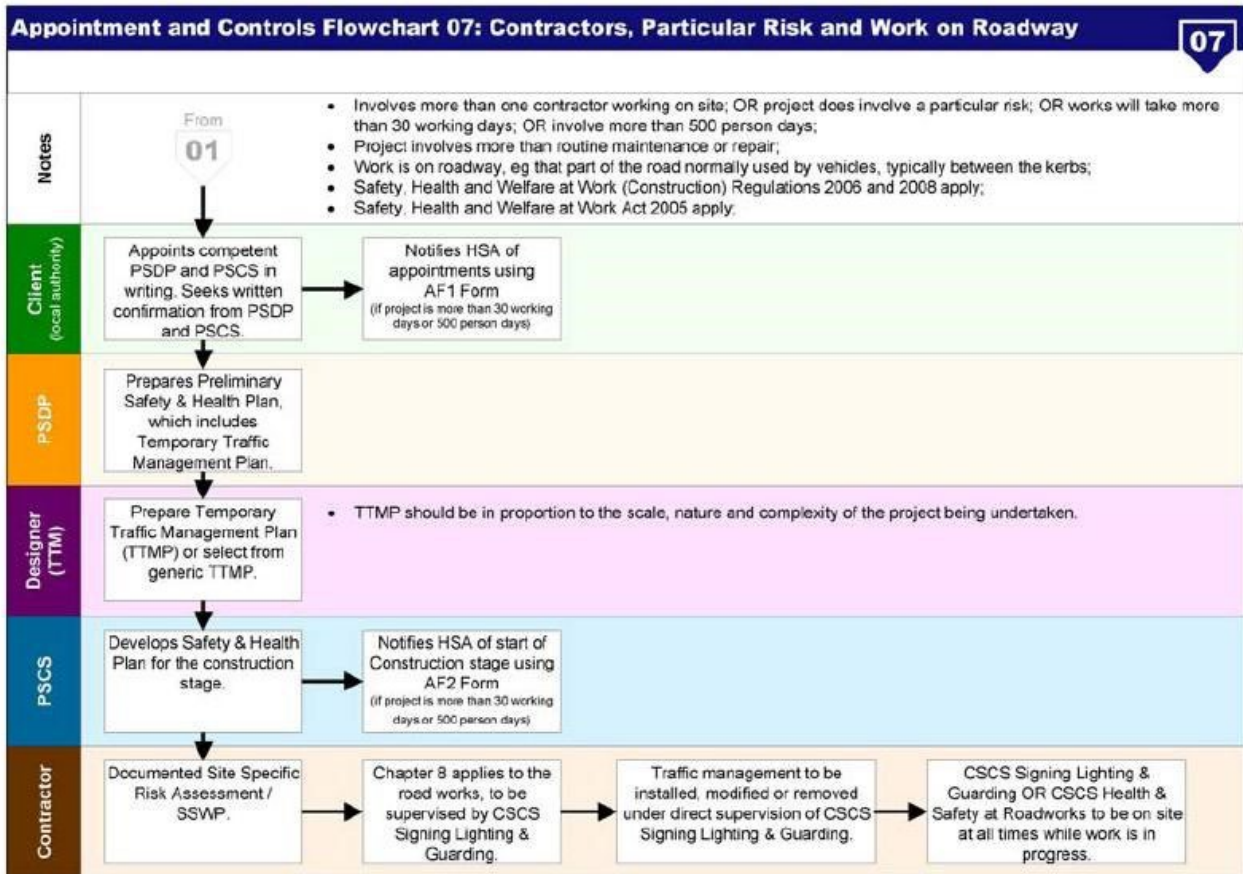 Appointment and Controls Flowchart 07: Contractors, Particular Risk and Work on Roadway
07
Notes
From
01
• Involves more than one contractor working on site; OR project does involve a particular risk; OR works will take more
than 30 working days; OR involve more than 500 person days;
• Project involves more than routine maintenance or repair;
• Work is on roadway, eg that part of the road normally used by vehicles, typically between the kerbs;
• Safety, Health and Welfare at Work (Construction) Regulations 2006 and 2008 apply;
• Safety, Health and Welfare at Work Act 2005 apply;
Client
(local authority)
Appoints competent
PSDP and PSCS in
writing. Seeks written
confirmation from PSDP
and PSCS.
Notifies HSA of
appointments using
AF1 Form
(if project is more than 30 working
days or 500 person days)
PSDP
Prepares Preliminary
Safety & Health Plan,
which includes
Temporary Traffic
Management Plan.
Designer
(TTM)
Prepare Temporary
Traffic Management Plan
(TTMP) or select from
generic TTMP.
• TTMP should be in proportion to the scale, nature and complexity of the project being undertaken.
PSCS
Develops Safety & Health
Plan for the construction
stage.
Notifies HSA of start of
Construction stage using
AF2 Form
(if project is more than 30 working
days or 500 person days)
Contractor
Documented Site Specific
Risk Assessment /
SSWP.
Chapter 8 applies to the
road works, to be
supervised by CSCS
Signing Lighting &
Guarding.
Traffic management to be
installed, modified or removed
under direct supervision of CSCS
Signing Lighting & Guarding.
CSCS Signing Lighting &
Guarding OR CSCS Health &
Safety at Roadworks to be on site
at all times while work is in
progress.